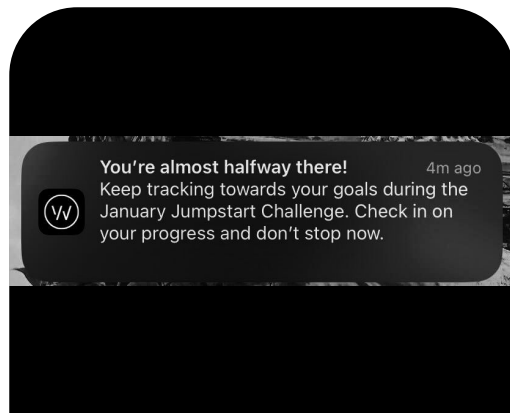 You’re almost halfway there!
4m ago
Keep tracking towards your goals during the
January Jumpstart Challenge. Check in on
your progress and don’t stop now.